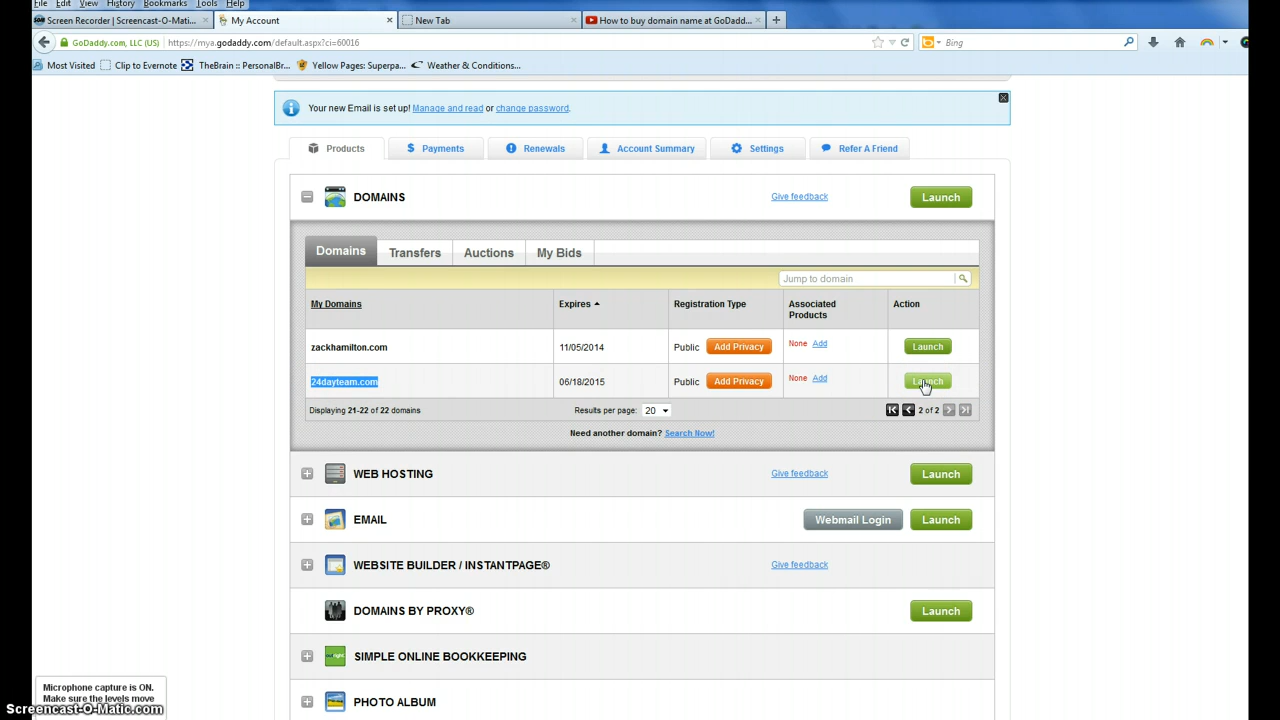 File Edit View History Bookmarks Tools Help
Screen Recorder | Screencast-O-Mati... × My Account × New Tab × How to buy domain name at GoDadd... × +
GoDaddy.com, LLC (US) https://mya.godaddy.com/default.aspx?ci=60016 Bing
Most Visited Clip to Evernote TheBrain :: PersonalBr... Yellow Pages: Superpa... Weather & Conditions...
Your new Email is set up! Manage and read or change password.
Products Payments Renewals Account Summary Settings Refer A Friend
DOMAINS Give feedback Launch
Domains Transfers Auctions My Bids
Jump to domain
My Domains Expires Registration Type Associated Products Action
zackhamilton.com 11/05/2014 Public Add Privacy None Add Launch
24dayteam.com 06/18/2015 Public Add Privacy None Add Launch
Displaying 21-22 of 22 domains Results per page: 20 2 of 2
Need another domain? Search Now!
WEB HOSTING Give feedback Launch
EMAIL Webmail Login Launch
WEBSITE BUILDER / INSTANTPAGE® Give feedback
DOMAINS BY PROXY® Launch
SIMPLE ONLINE BOOKKEEPING
PHOTO ALBUM
Microphone capture is ON.
Make sure the levels move
Screencast-O-Matic.com